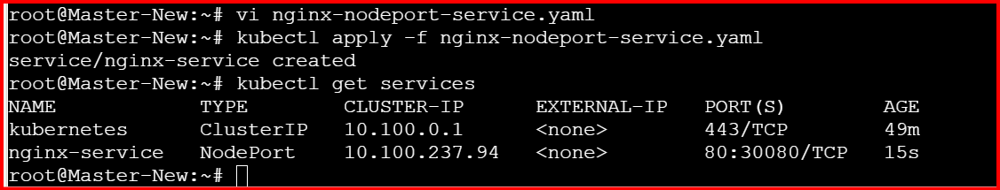 root@Master-New:~# vi nginx-nodeport-service.yaml
root@Master-New:~# kubectl apply -f nginx-nodeport-service.yaml
service/nginx-service created
root@Master-New:~# kubectl get services
NAME            TYPE        CLUSTER-IP      EXTERNAL-IP   PORT(S)        AGE
kubernetes      ClusterIP   10.100.0.1      <none>        443/TCP        49m
nginx-service   NodePort    10.100.237.94   <none>        80:30080/TCP   15s
root@Master-New:~#